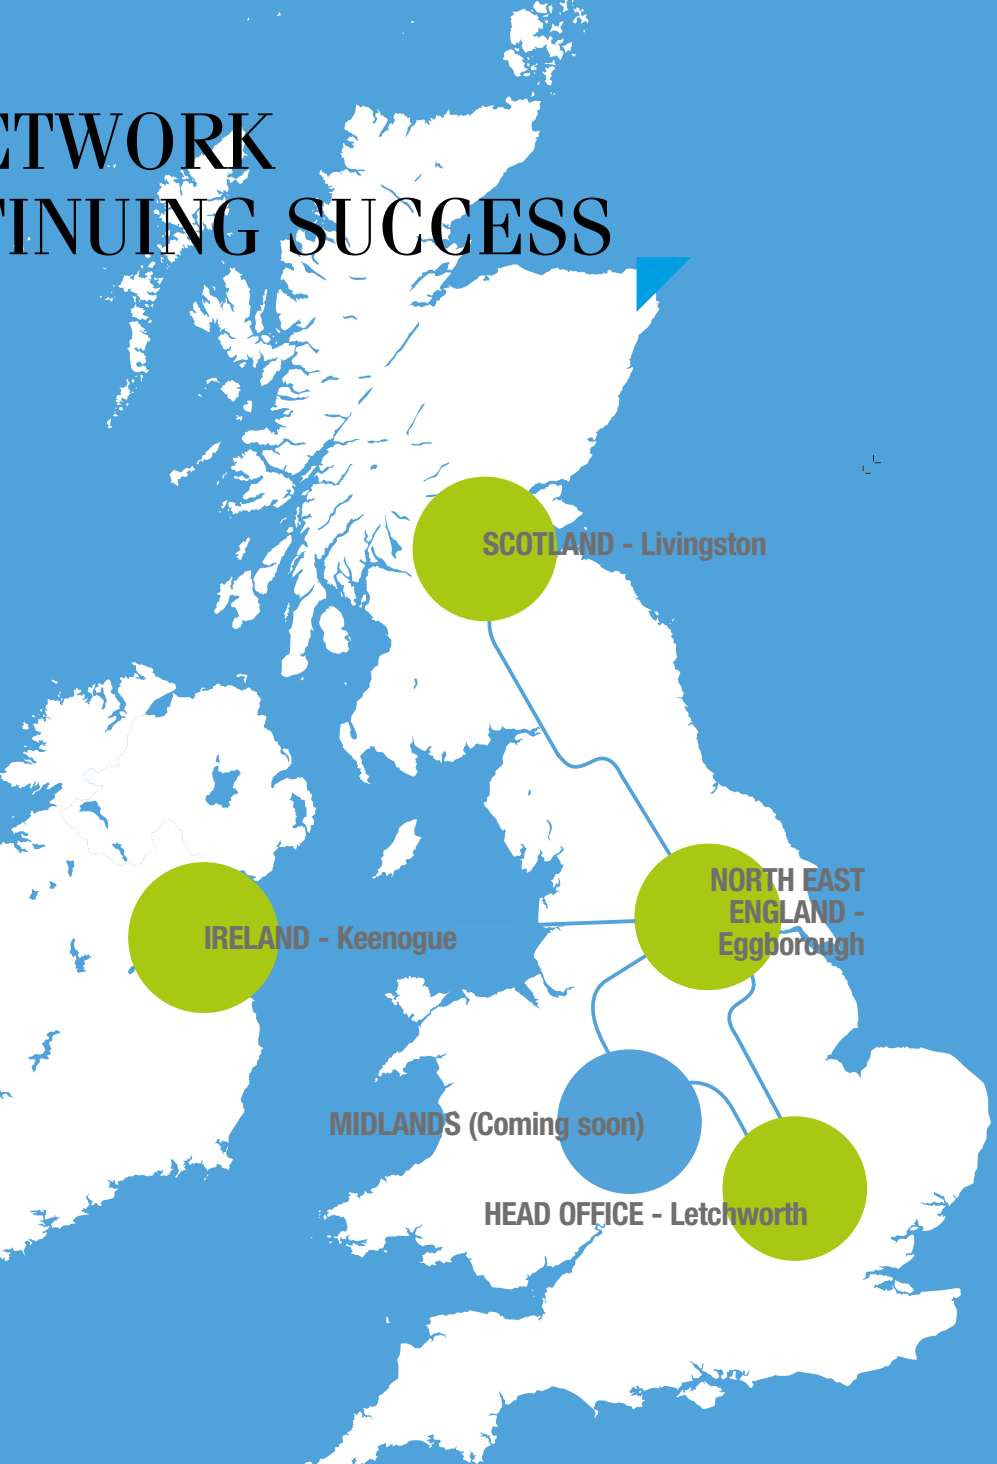 ETWORK
TINUING SUCCESS
SCOTLAND - Livingston
NORTH EAST
ENGLAND -
Eggborough
IRELAND - Keenogue
MIDLANDS (Coming soon)
HEAD OFFICE - Letchworth